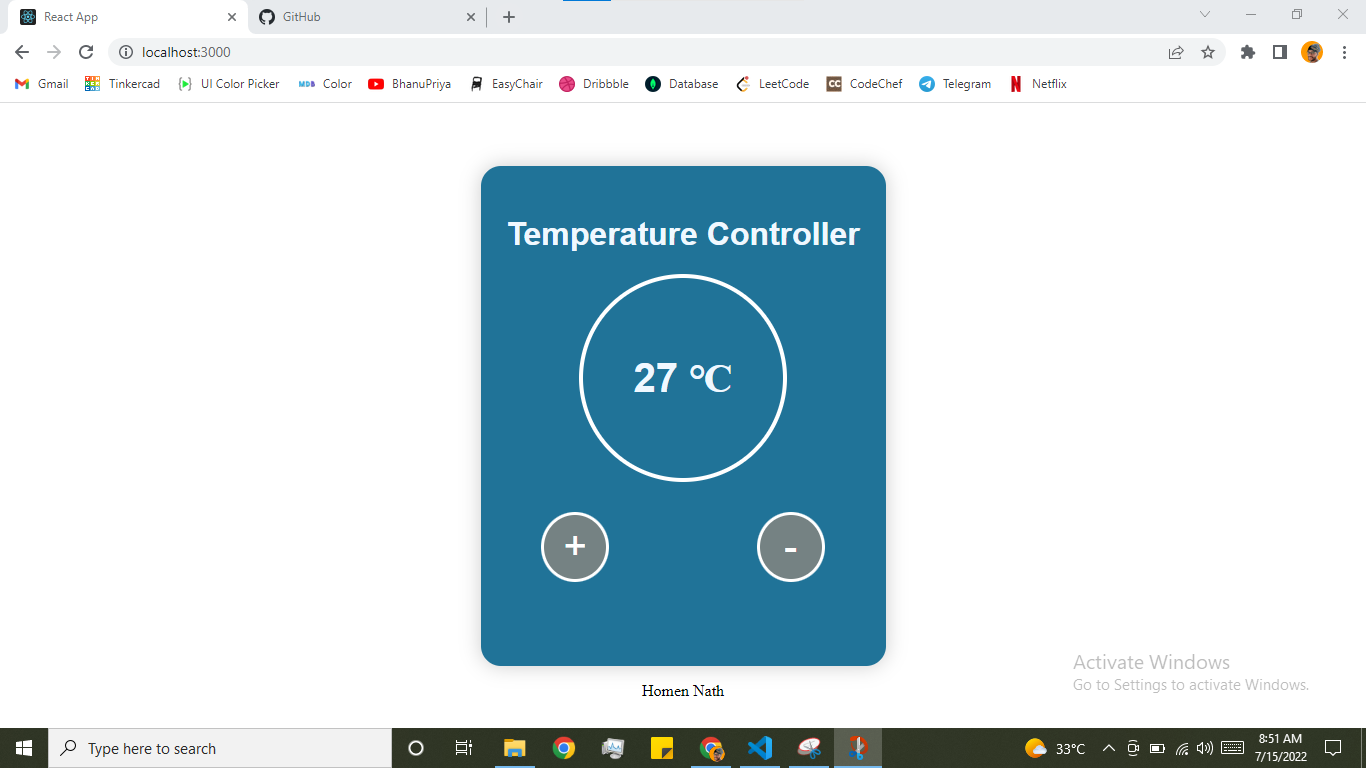 React App
GitHub
localhost:3000
Gmail Tinkercad UI Color Picker MDB Color BhanuPriya EasyChair Dribbble Database LeetCode CC CodeChef Telegram N Netflix
Temperature Controller
27 °C
+ -
Homen Nath
Activate Windows
Go to Settings to activate Windows.
Type here to search
33°C
8:51 AM
7/15/2022